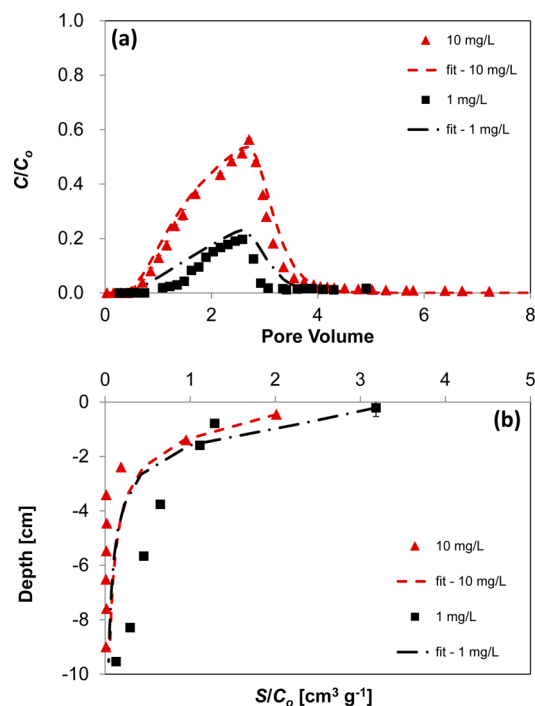 (a)
10 mg/L
fit - 10 mg/L
1 mg/L
fit - 1 mg/L
1.0
0.8
0.6
0.4
0.2
0.0
C/Co
0 2 4 6 8
Pore Volume
0 1 2 3 4 5
(b)
0
-2
-4
-6
-8
-10
Depth [cm]
10 mg/L
fit - 10 mg/L
1 mg/L
fit - 1 mg/L
S/Co [cm³ g⁻¹]